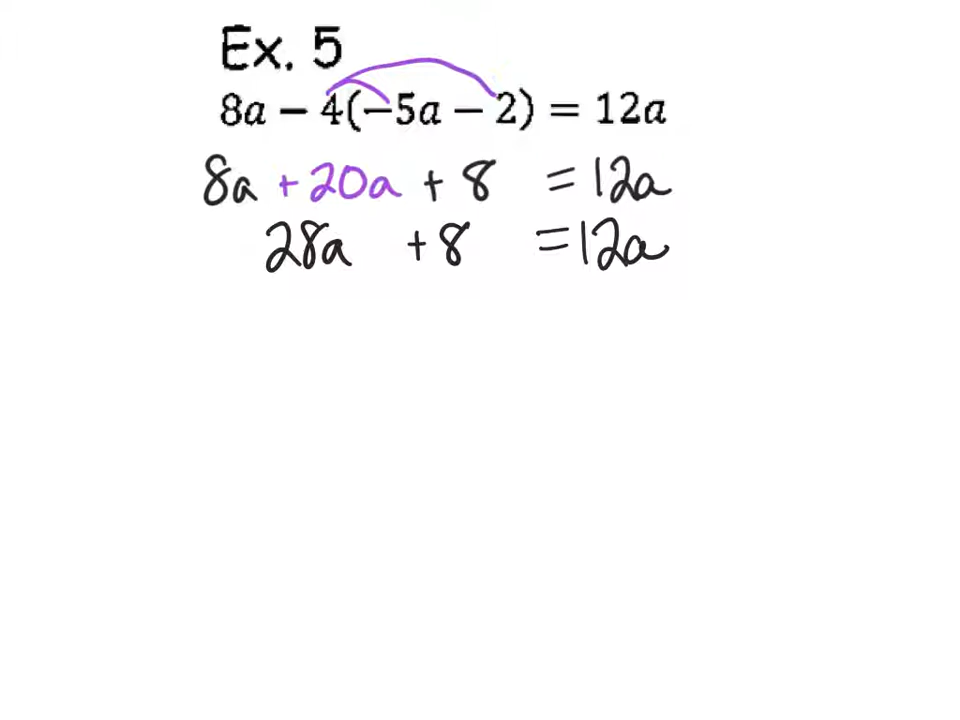 Ex. 5
8a − 4(−5a − 2) = 12a
8a + 20a + 8 = 12a
28a + 8 = 12a